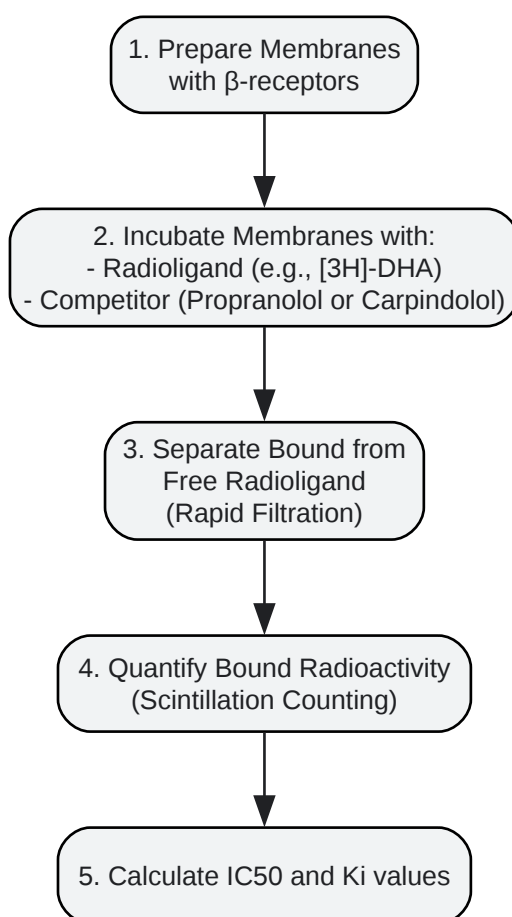 1. Prepare Membranes
with β-receptors
2. Incubate Membranes with:
- Radioligand (e.g., [3H]-DHA)
- Competitor (Propranolol or Carpindolol)
3. Separate Bound from
Free Radioligand
(Rapid Filtration)
4. Quantify Bound Radioactivity
(Scintillation Counting)
5. Calculate IC50 and Ki values